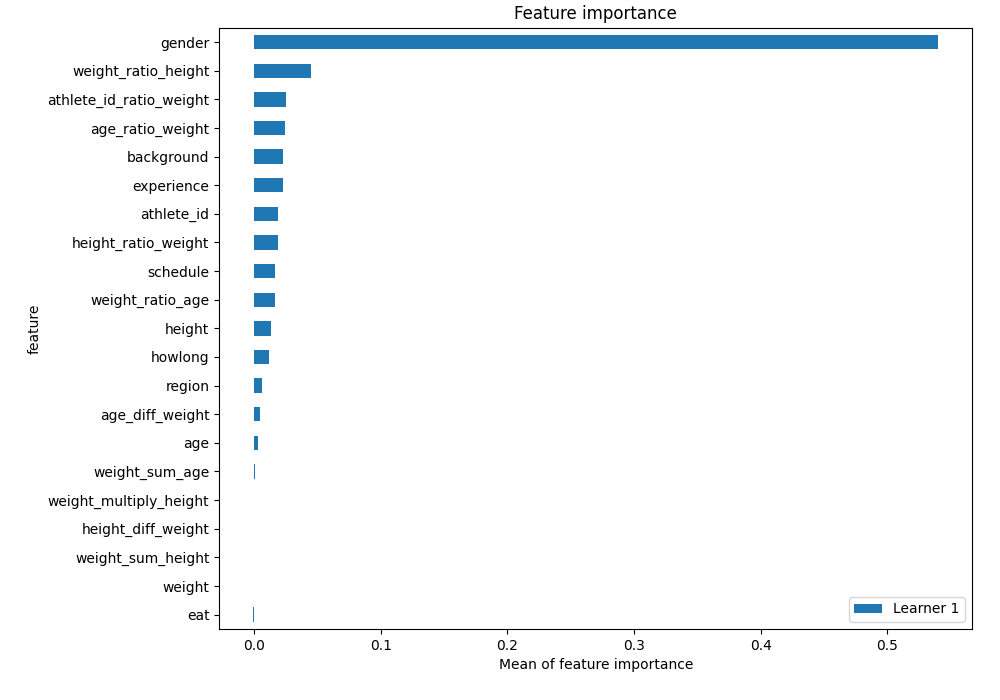 Feature importance
gender
weight_ratio_height
athlete_id_ratio_weight
age_ratio_weight
background
experience
athlete_id
height_ratio_weight
schedule
weight_ratio_age
height
howlong
region
age_diff_weight
age
weight_sum_age
weight_multiply_height
height_diff_weight
weight_sum_height
weight
eat
feature
Learner 1
0.0 0.1 0.2 0.3 0.4 0.5
Mean of feature importance